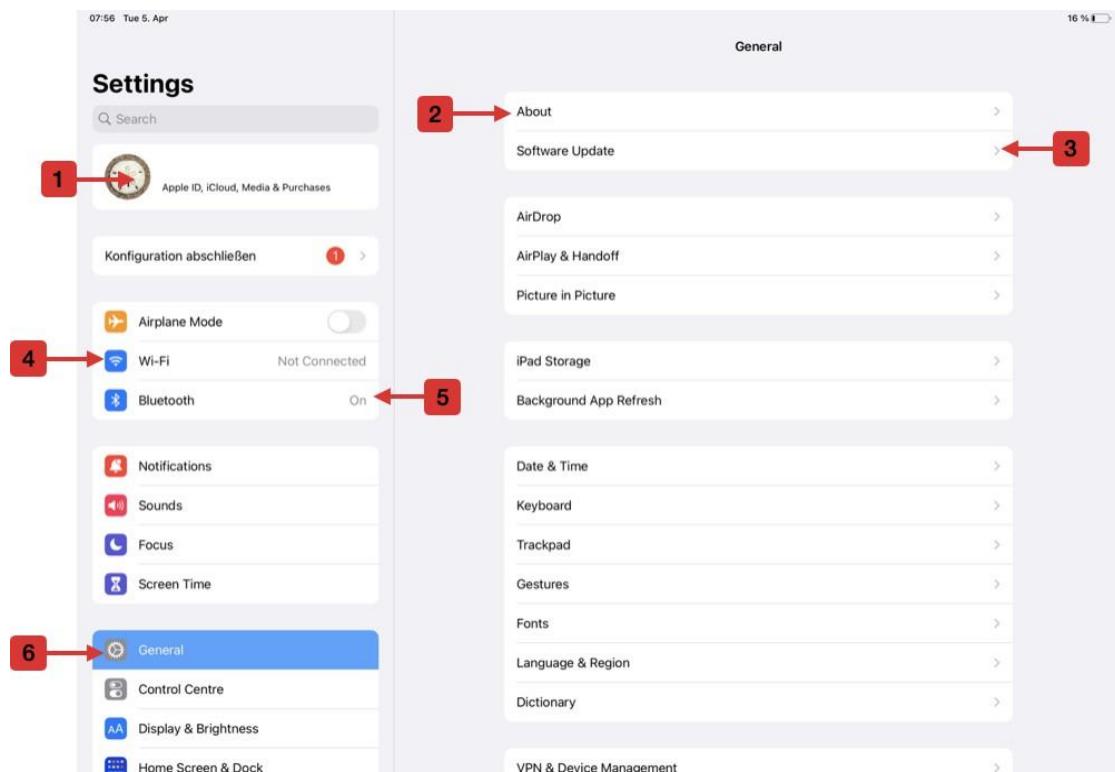 07:56 Tue 5. Apr
16 %
Settings
Search
1
Apple ID, iCloud, Media & Purchases
Konfiguration abschließen 1
Airplane Mode
4
Wi-Fi Not Connected
Bluetooth On
5
Notifications
Sounds
Focus
Screen Time
6
General
Control Centre
AA Display & Brightness
Home Screen & Dock
General
2
About
Software Update
3
AirDrop
AirPlay & Handoff
Picture in Picture
iPad Storage
Background App Refresh
Date & Time
Keyboard
Trackpad
Gestures
Fonts
Language & Region
Dictionary
VPN & Device Management